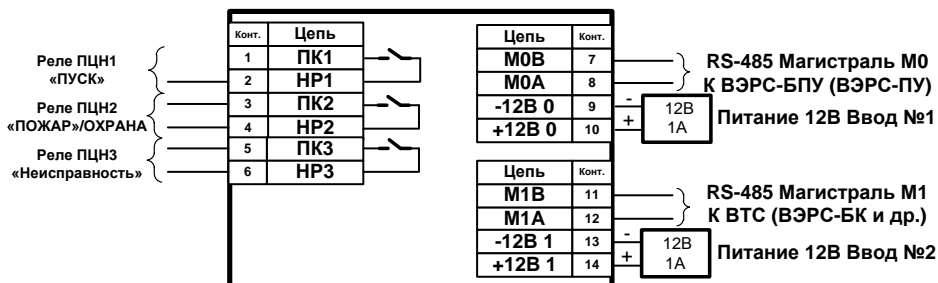 Реле ПЦН1
«ПУСК»
Реле ПЦН2
«ПОЖАР»/ОХРАНА
Реле ПЦН3
«Неисправность»
Конт. Цепь
1 ПК1
2 НР1
3 ПК2
4 НР2
5 ПК3
6 НР3
Цепь Конт.
М0В 7
М0А 8
-12В 0 9
+12В 0 10
RS-485 Магистраль М0
К ВЭРС-БПУ (ВЭРС-ПУ)
- 12В
+ 1А
Питание 12В Ввод №1
Цепь Конт.
М1В 11
М1А 12
-12В 1 13
+12В 1 14
RS-485 Магистраль М1
К ВТС (ВЭРС-БК и др.)
- 12В
+ 1А
Питание 12В Ввод №2